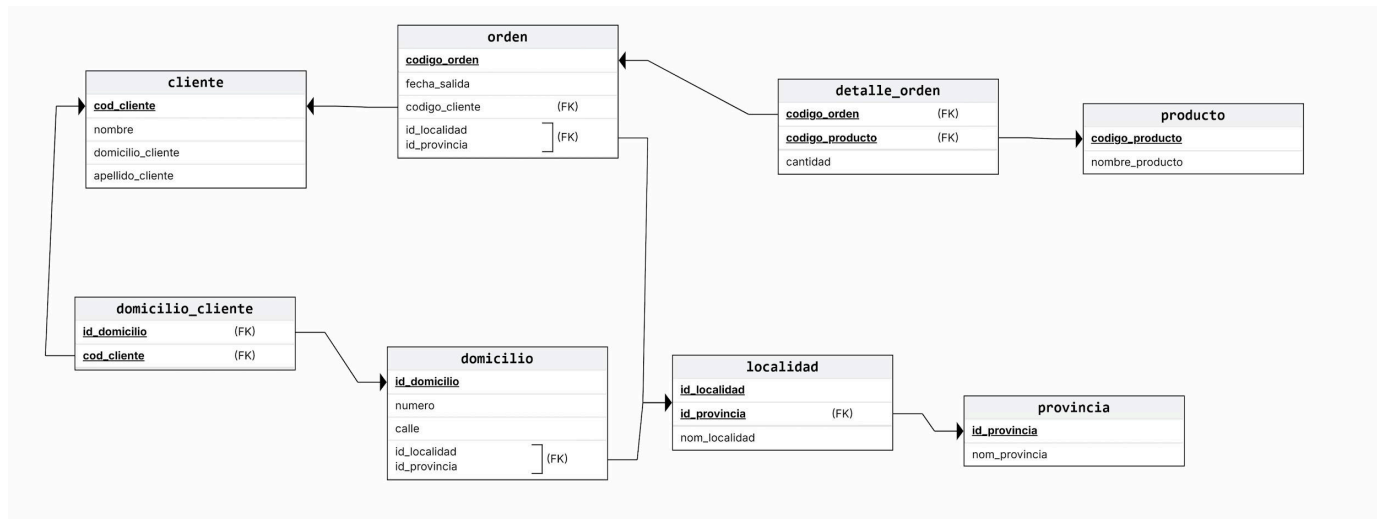 cliente
cod_cliente
nombre
domicilio_cliente
apellido_cliente
orden
codigo_orden
fecha_salida
codigo_cliente (FK)
id_localidad
id_provincia (FK)
detalle_orden
codigo_orden (FK)
codigo_producto (FK)
cantidad
producto
codigo_producto
nombre_producto
domicilio_cliente
id_domicilio (FK)
cod_cliente (FK)
domicilio
id_domicilio
numero
calle
id_localidad
id_provincia (FK)
localidad
id_localidad
id_provincia (FK)
nom_localidad
provincia
id_provincia
nom_provincia